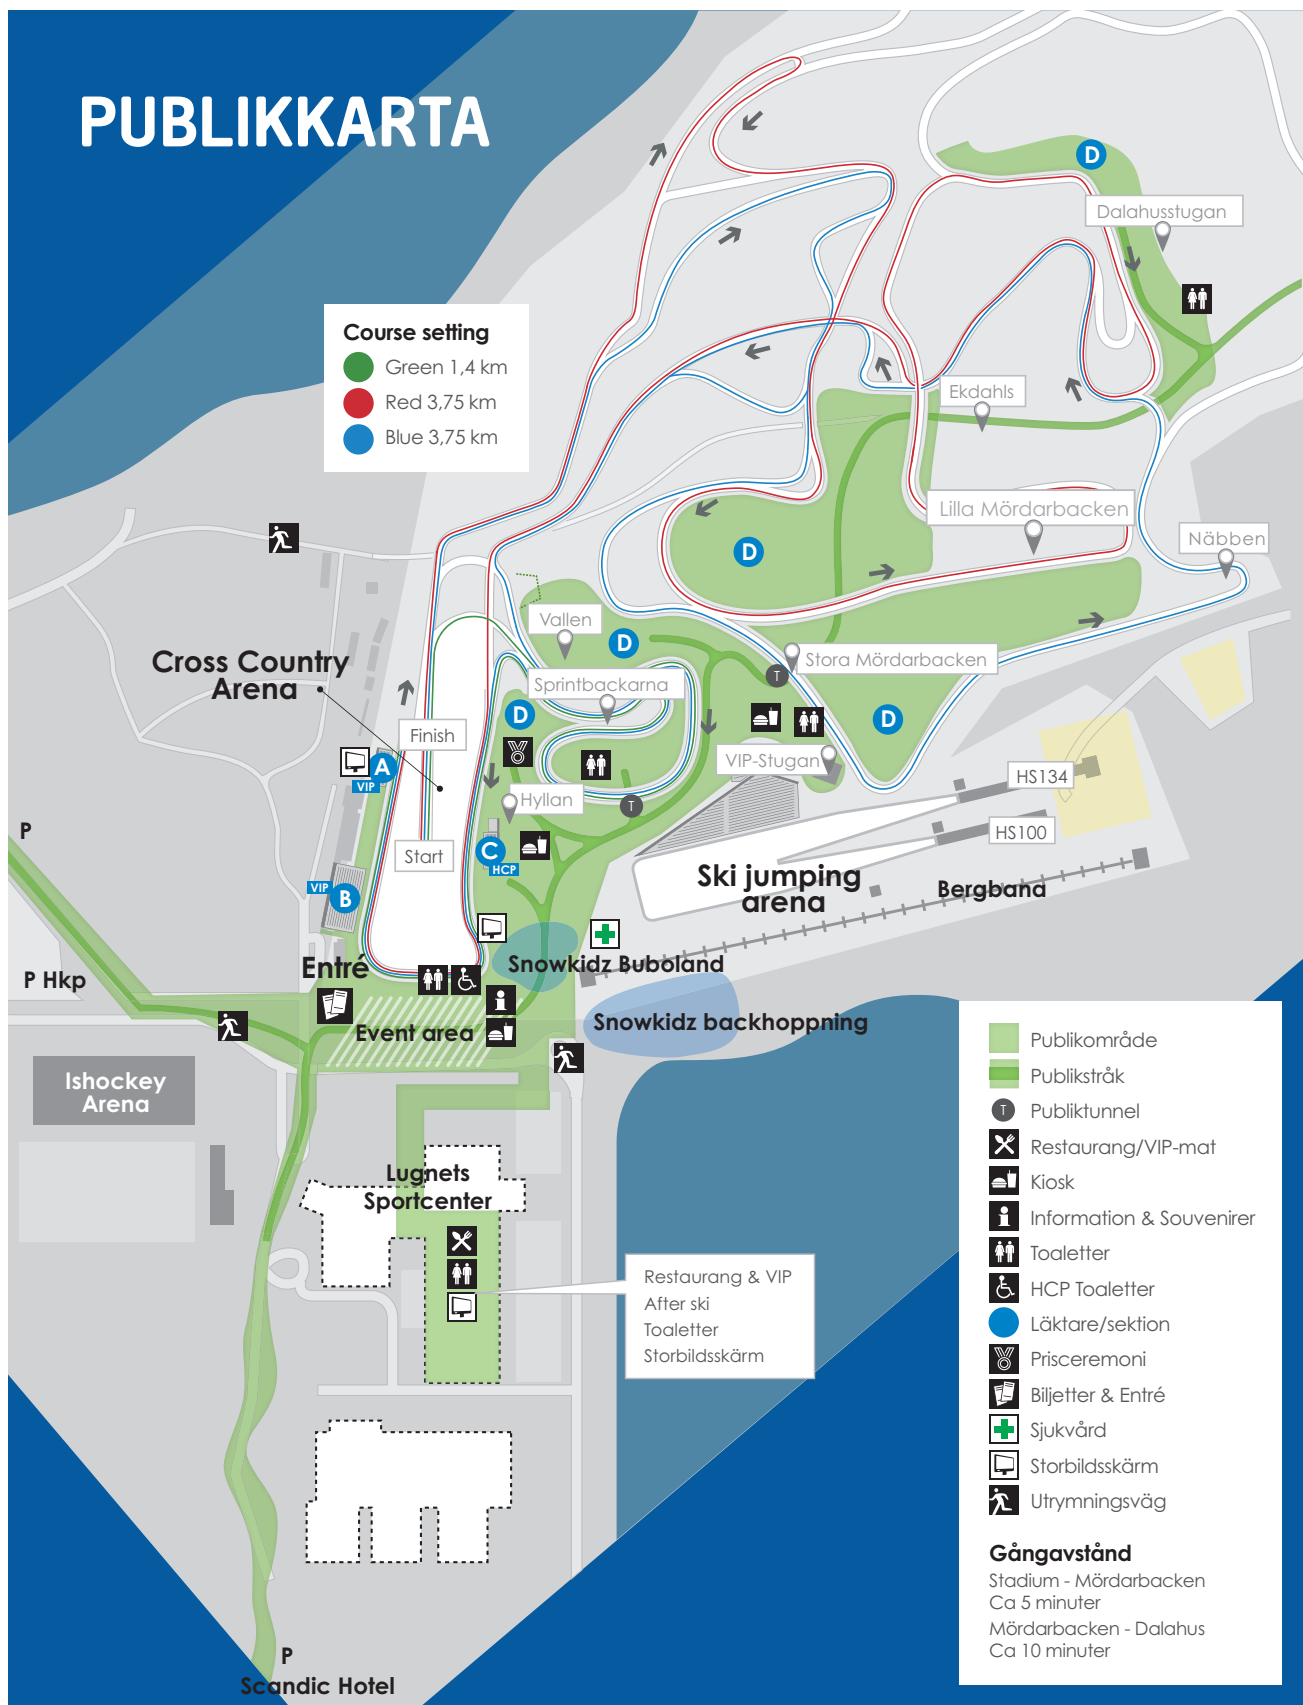 PUBLIKKARTA
D
Dalahusstugan
Course setting
Green 1,4 km
Red 3,75 km
Blue 3,75 km
Ekdahls
Lilla Mördarbacken
Näbben
D
Vallen
D
Stora Mördarbacken
T
Cross Country
Arena
Sprintbackarna
D
D
Finish
A
VIP
VIP-Stugan
HS134
Hyllan
T
HS100
P
Start
C
HCP
Ski jumping
arena
Bergbana
VIP
B
Entré
Snowkidz Buboland
P Hkp
Event area
Snowkidz backhoppning
Ishockey
Arena
Lugnets
Sportcenter
Restaurang & VIP
After ski
Toaletter
Storbildsskärm
Publikområde
Publikstråk
T
Publiktunnel
Restaurang/VIP-mat
Kiosk
Information & Souvenirer
Toaletter
HCP Toaletter
Läktare/sektion
Prisceremoni
Biljetter & Entré
Sjukvård
Storbildsskärm
Utrymningsväg
Gångavstånd
Stadium - Mördarbacken
Ca 5 minuter
Mördarbacken - Dalahus
Ca 10 minuter
P
Scandic Hotel